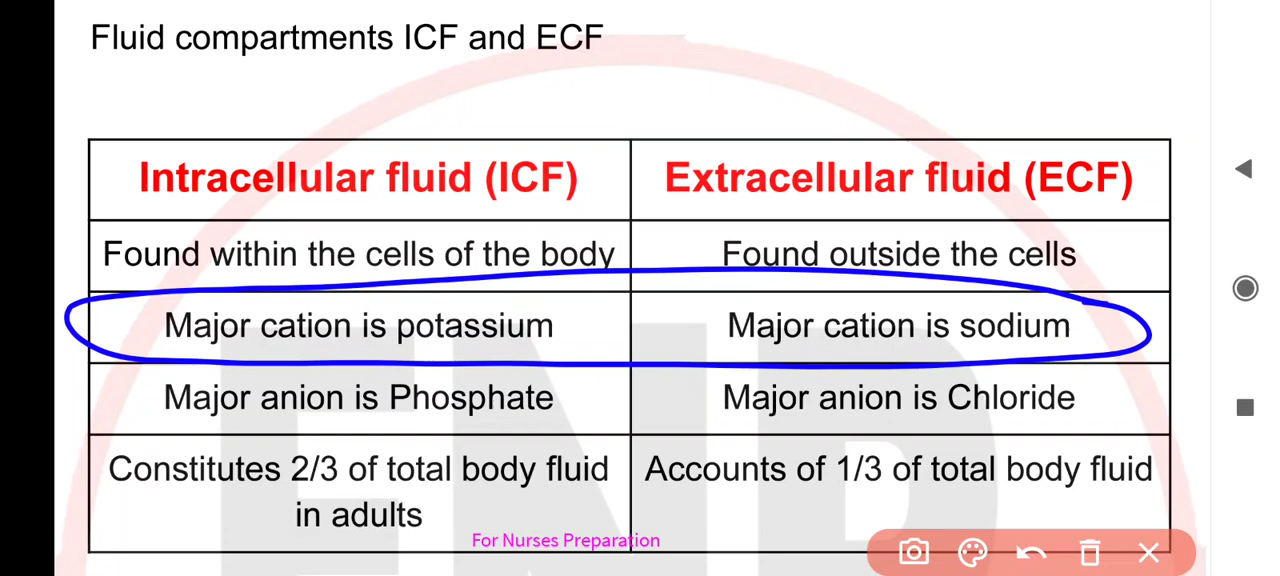 Fluid compartments ICF and ECF
Intracellular fluid (ICF)
Extracellular fluid (ECF)
Found within the cells of the body
Found outside the cells
Major cation is potassium
Major cation is sodium
Major anion is Phosphate
Major anion is Chloride
Constitutes 2/3 of total body fluid
in adults
Accounts of 1/3 of total body fluid
For Nurses Preparation
FND